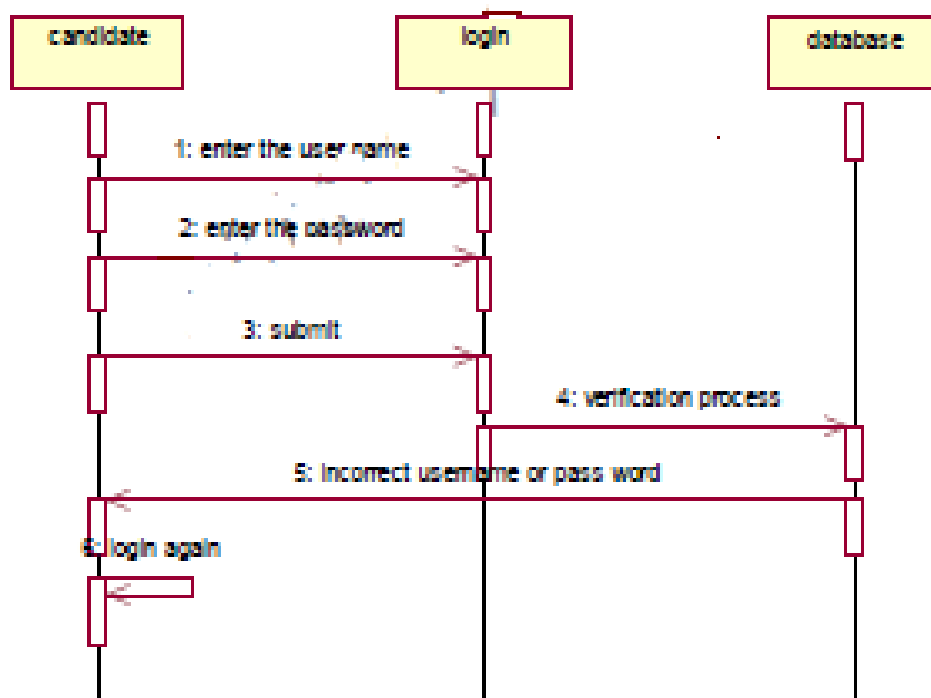 candidate
login
database
1: enter the user name
2: enter the password
3: submit
4: verification process
5: incorrect username or pass word
6: login again